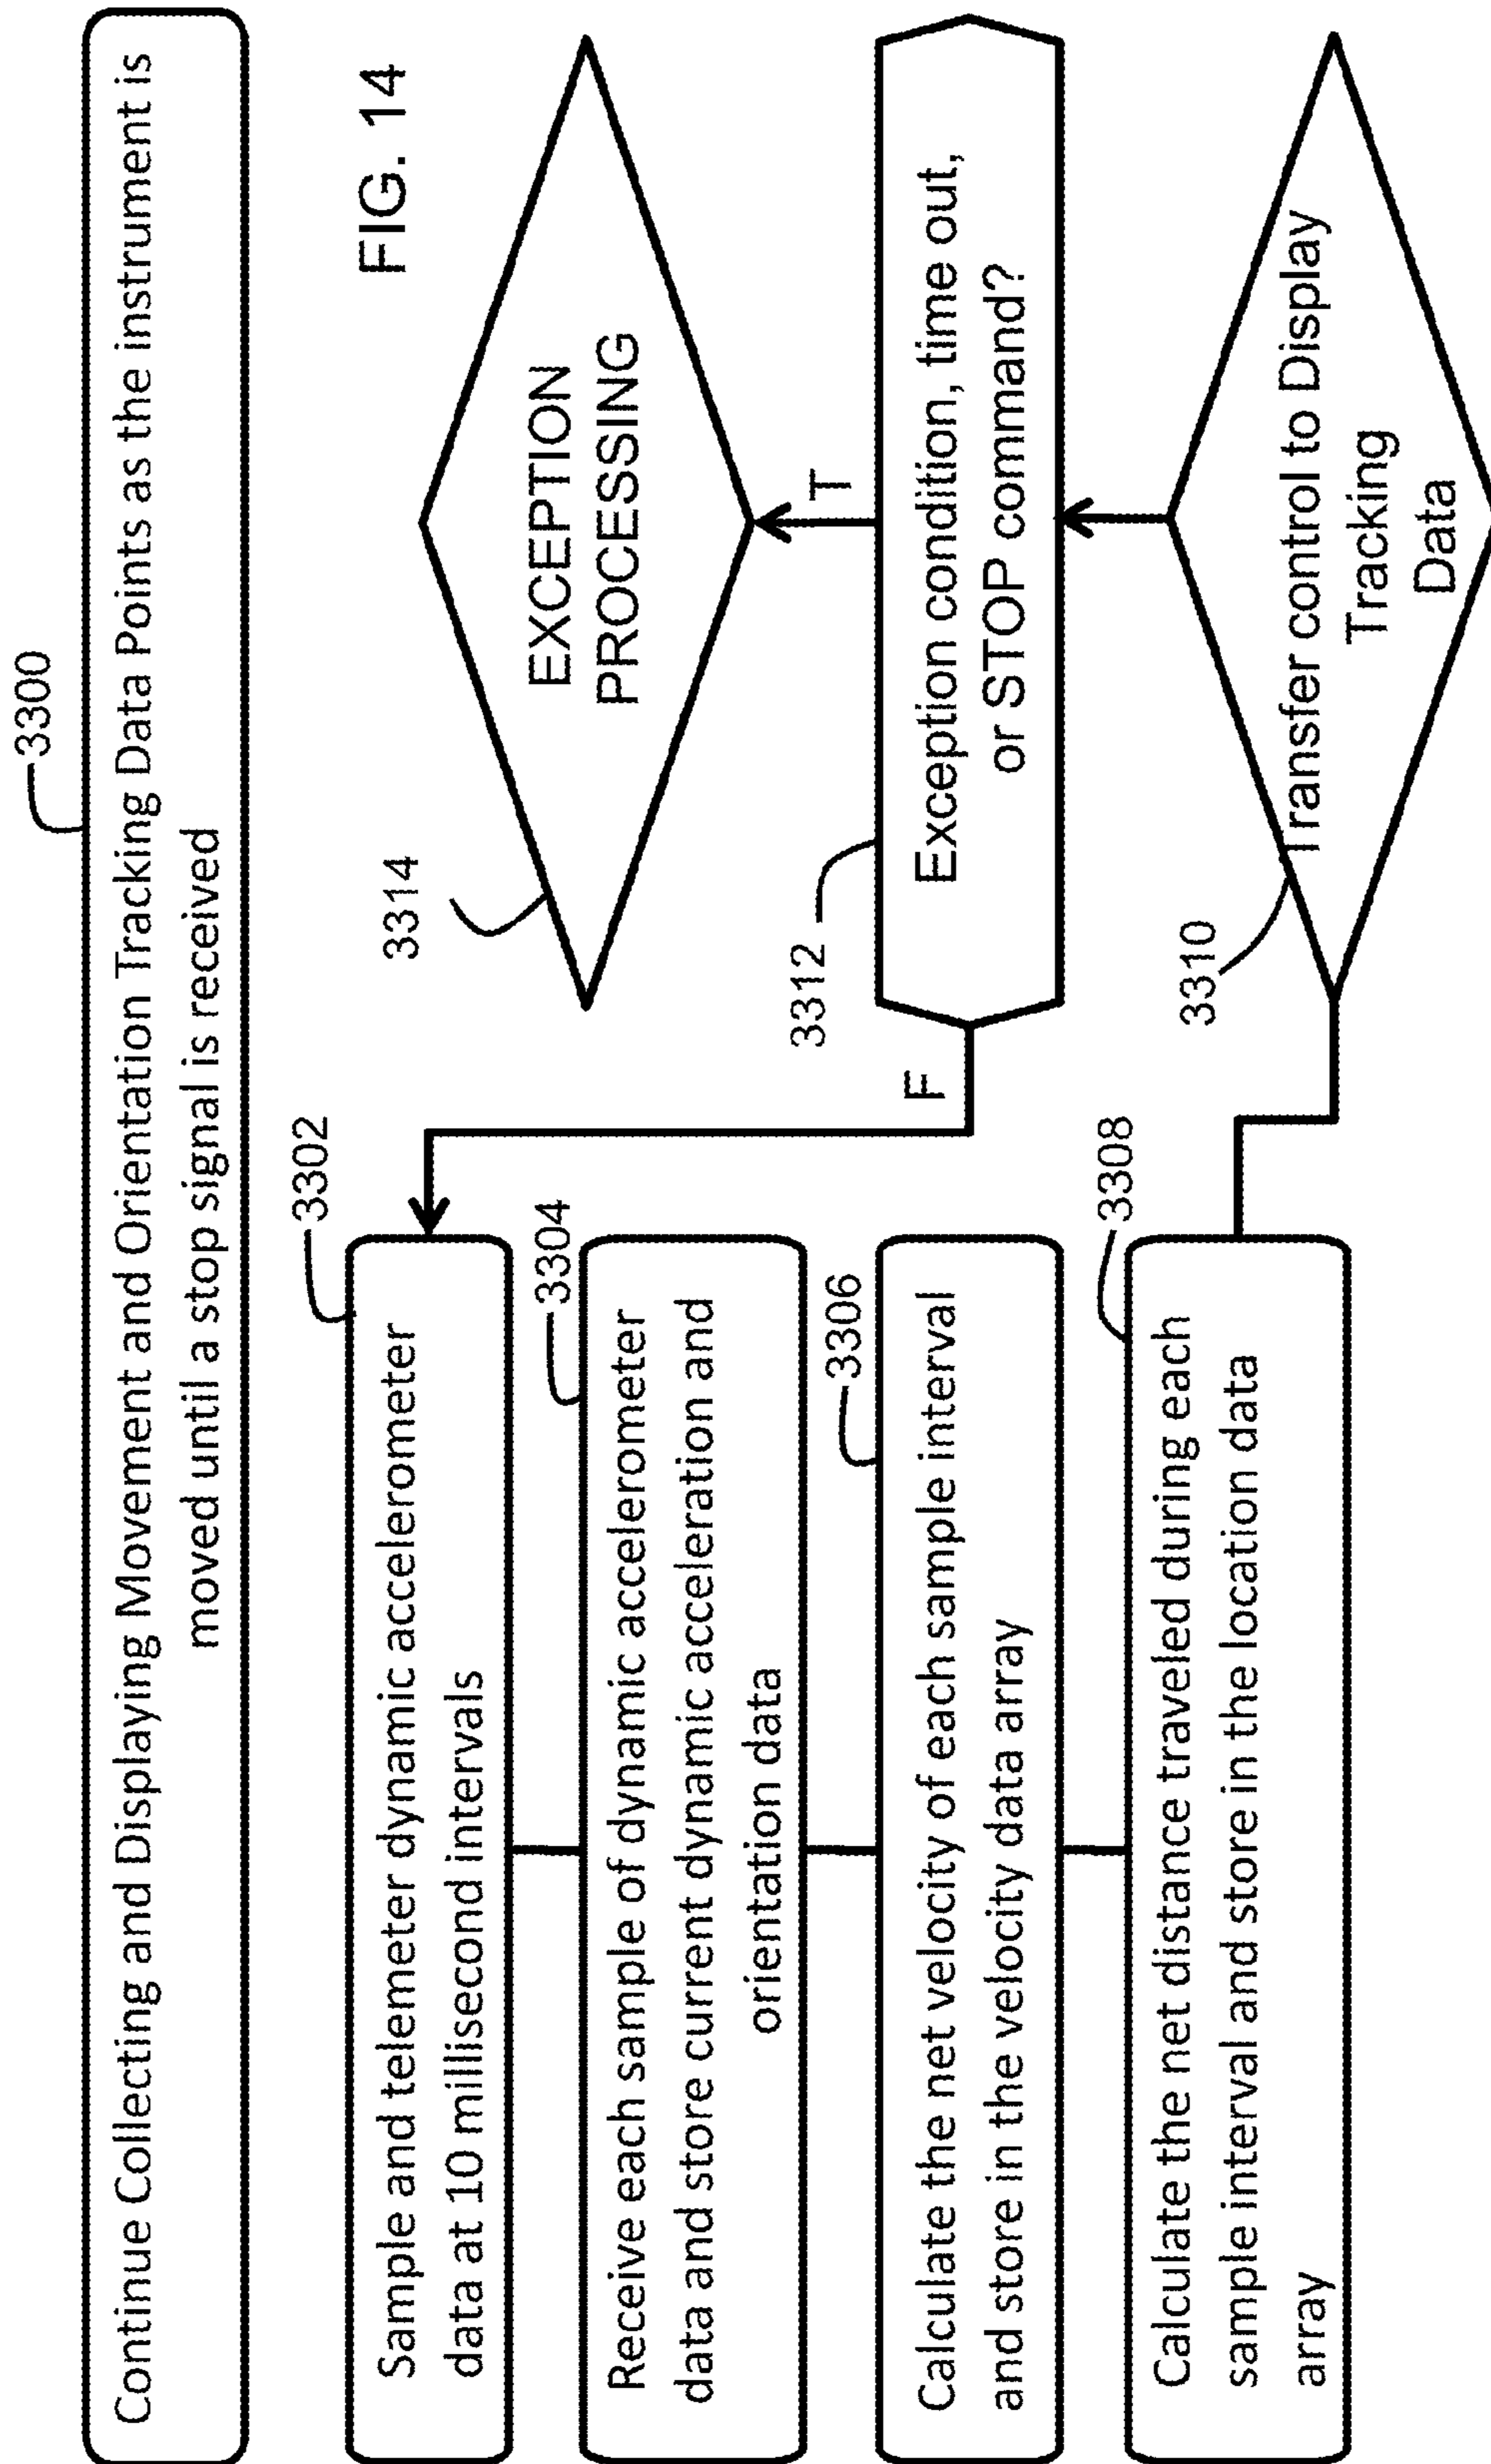 3300
Continue Collecting and Displaying Movement and Orientation Tracking Data Points as the instrument is
moved until a stop signal is received
FIG. 14
3302
Sample and telemeter dynamic accelerometer
data at 10 millisecond intervals
3304
Receive each sample of dynamic accelerometer
data and store current dynamic acceleration and
orientation data
3306
Calculate the net velocity of each sample interval
and store in the velocity data array
3308
Calculate the net distance traveled during each
sample interval and store in the location data
array
3310
Transfer control to Display
Tracking
Data
3312
Exception condition, time out,
or STOP command?
F
T
3314
EXCEPTION
PROCESSING